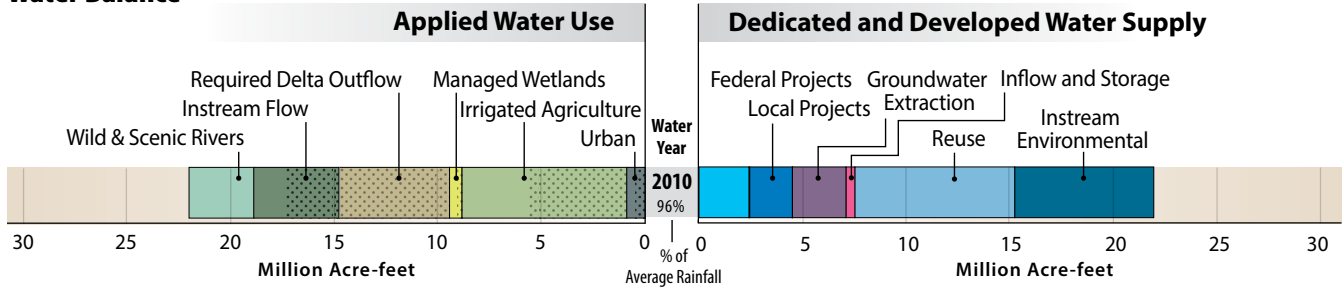 Water Balance
Applied Water Use
Dedicated and Developed Water Supply
Required Delta Outflow
Managed Wetlands
Instream Flow
Irrigated Agriculture
Wild & Scenic Rivers
Urban
Water
Year
2010
96%
% of
Average Rainfall
Federal Projects
Groundwater
Extraction
Inflow and Storage
Local Projects
Reuse
Instream
Environmental
30 25 20 15 10 5 0
Million Acre-feet
0 5 10 15 20 25 30
Million Acre-feet